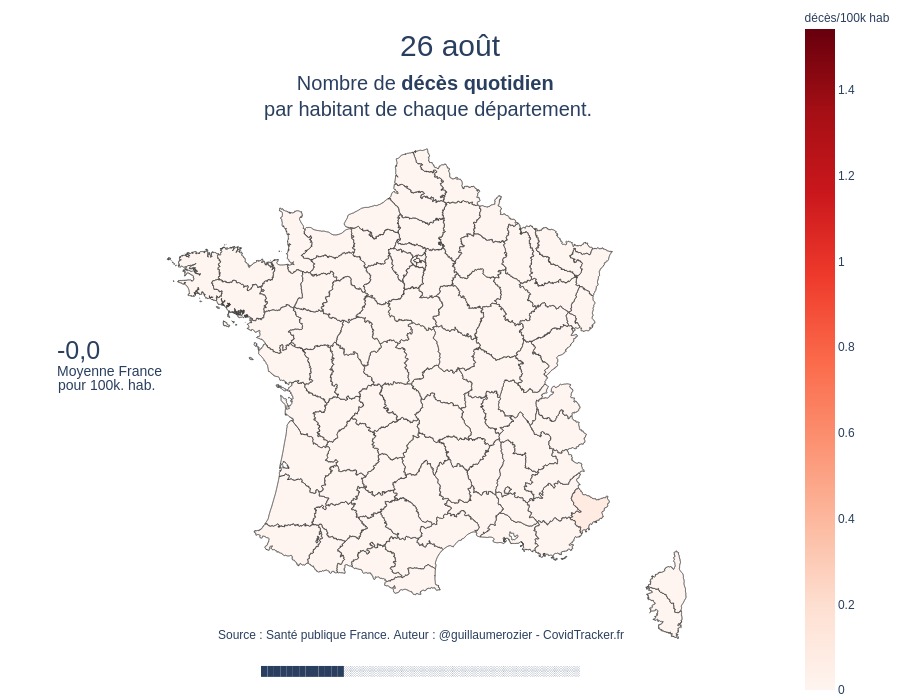 décès/100k hab
26 août
Nombre de décès quotidien
par habitant de chaque département.
1.4
1.2
1
0.8
0.6
0.4
0.2
0
-0,0
Moyenne France
pour 100k. hab.
Source : Santé publique France. Auteur : @guillaumerozier - CovidTracker.fr